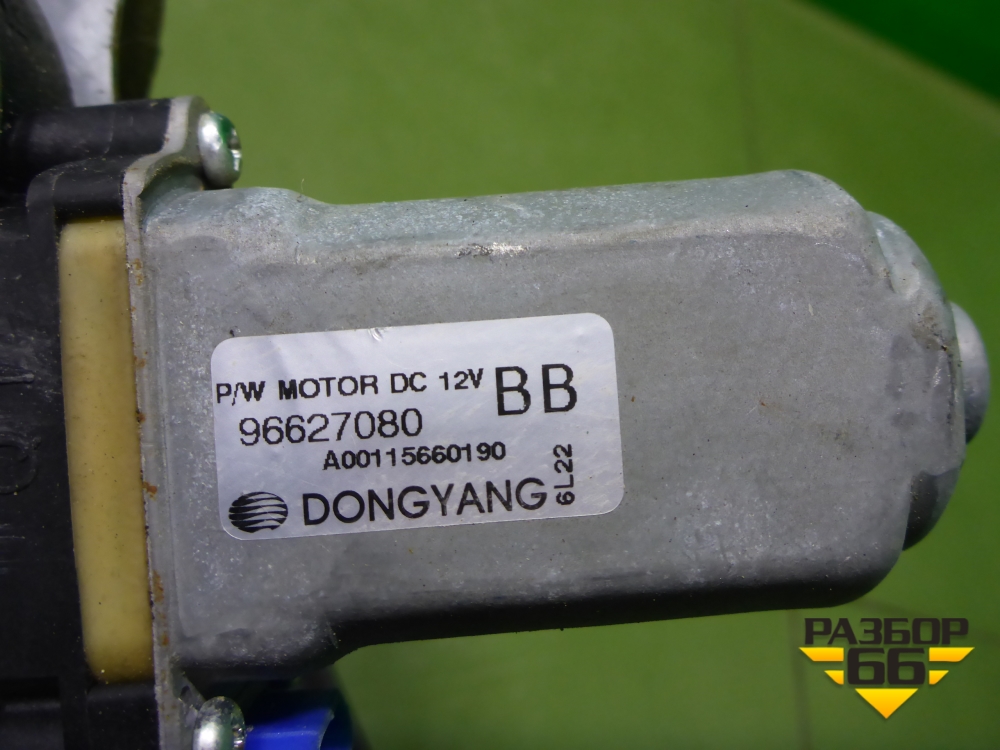 P/W MOTOR DC 12V BB
96627080
A00115660190
DONGYANG 6L22
РАЗБОР
66